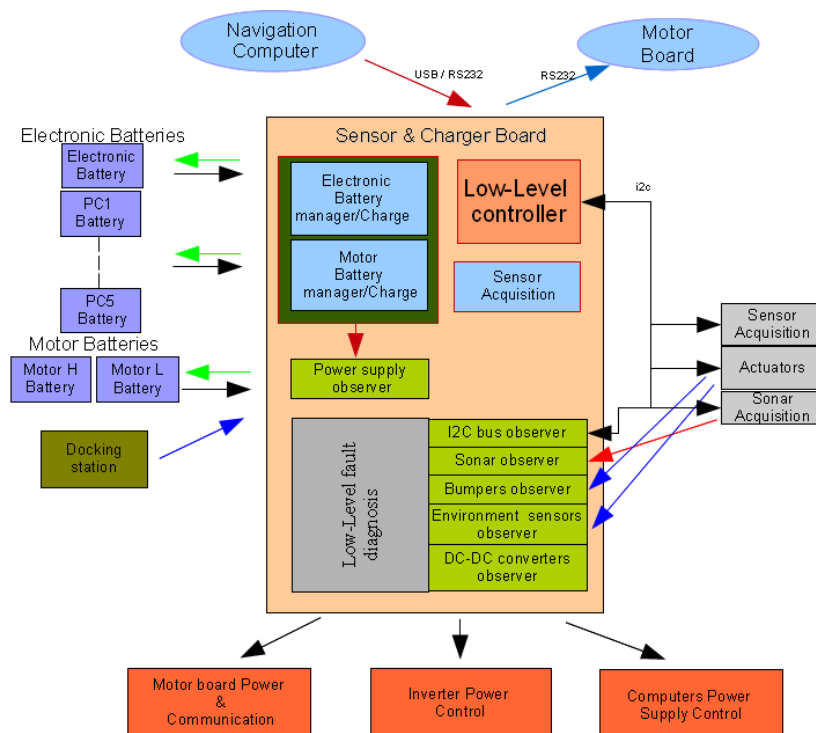 Navigation
Computer
Motor
Board
USB / RS232
RS232
Electronic Batteries
Electronic
Battery
PC1
Battery
PC5
Battery
Motor Batteries
Motor H
Battery
Motor L
Battery
Docking
station
Sensor & Charger Board
Electronic
Battery
manager/Charge
Motor
Battery
manager/Charge
Low-Level
controller
Sensor
Acquisition
i2c
Power supply
observer
Low-Level fault
diagnosis
I2C bus observer
Sonar observer
Bumpers observer
Environment sensors
observer
DC-DC converters
observer
Sensor
Acquisition
Actuators
Sonar
Acquisition
Motor board Power
&
Communication
Inverter Power
Control
Computers Power
Supply Control